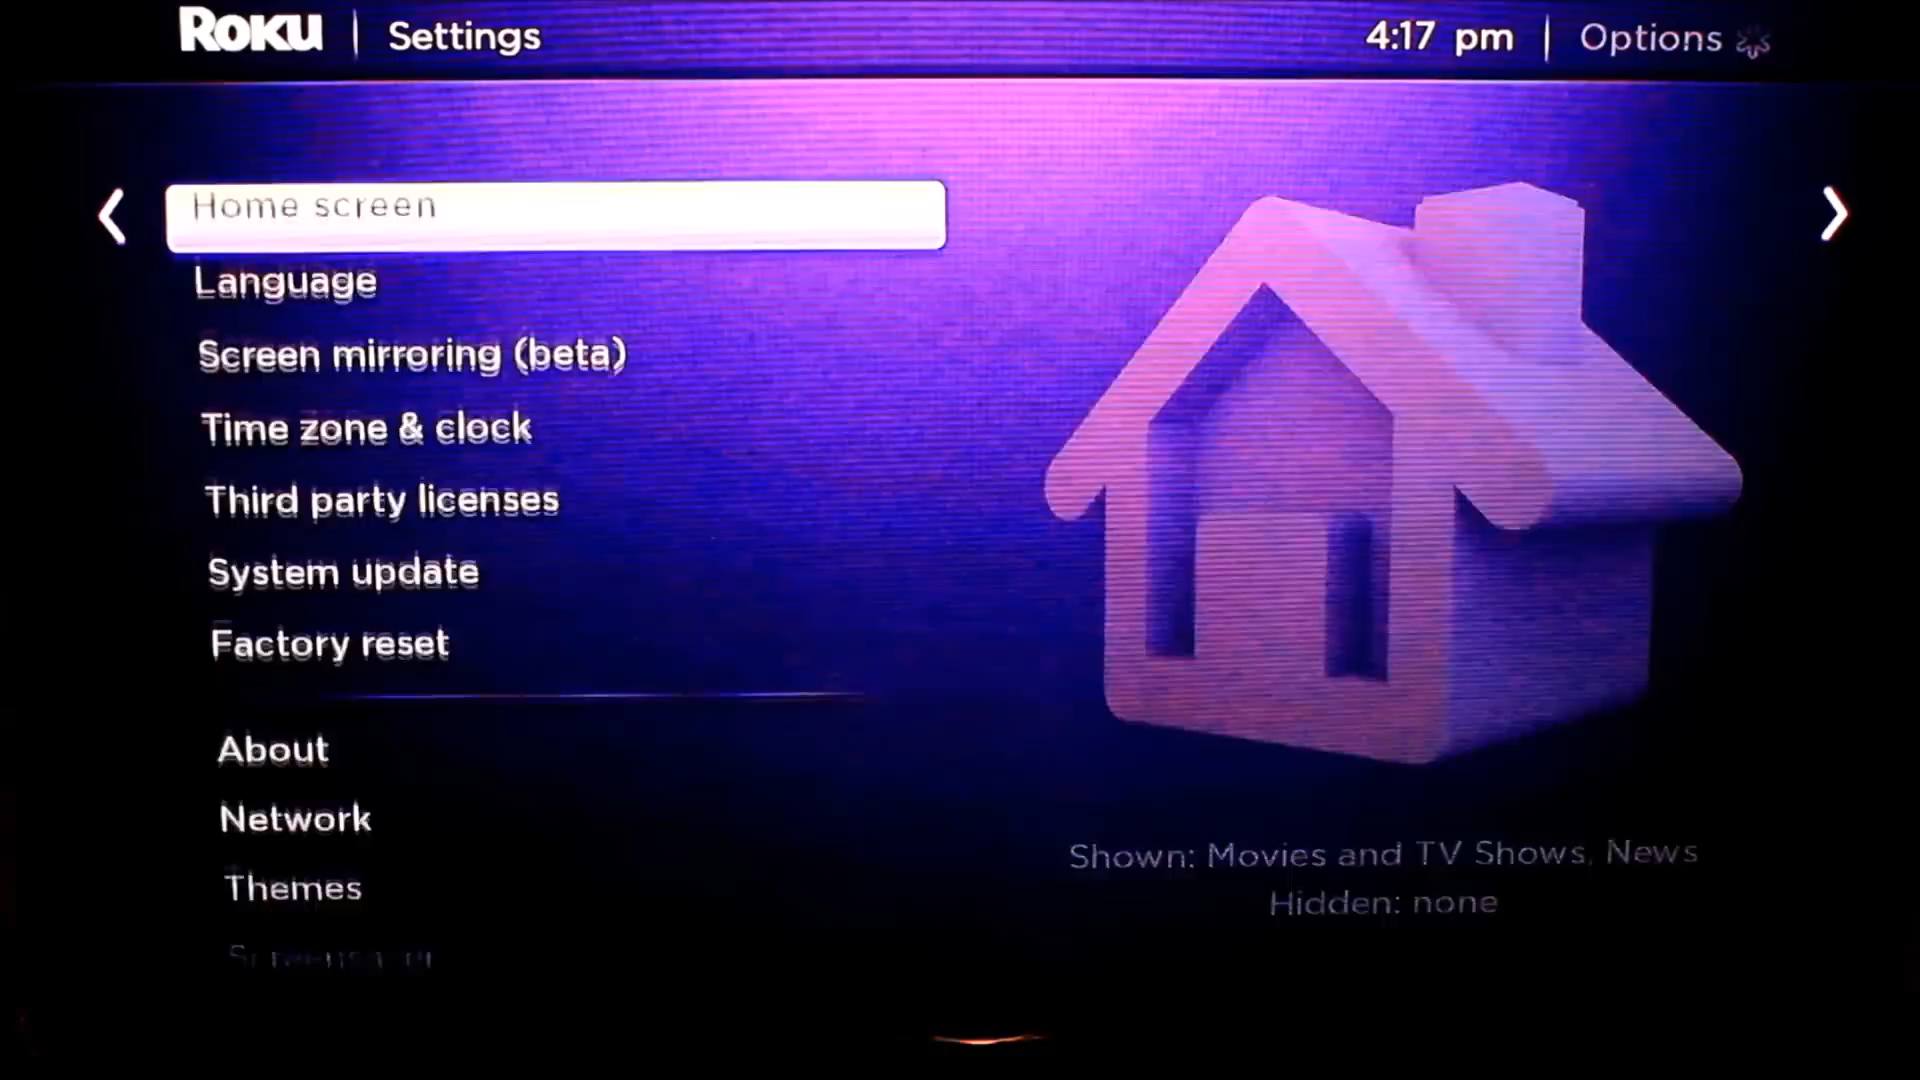 Roku | Settings
4:17 pm | Options
Home screen
Language
Screen mirroring (beta)
Time zone & clock
Third party licenses
System update
Factory reset
About
Network
Themes
Shown: Movies and TV Shows, News
Hidden: none